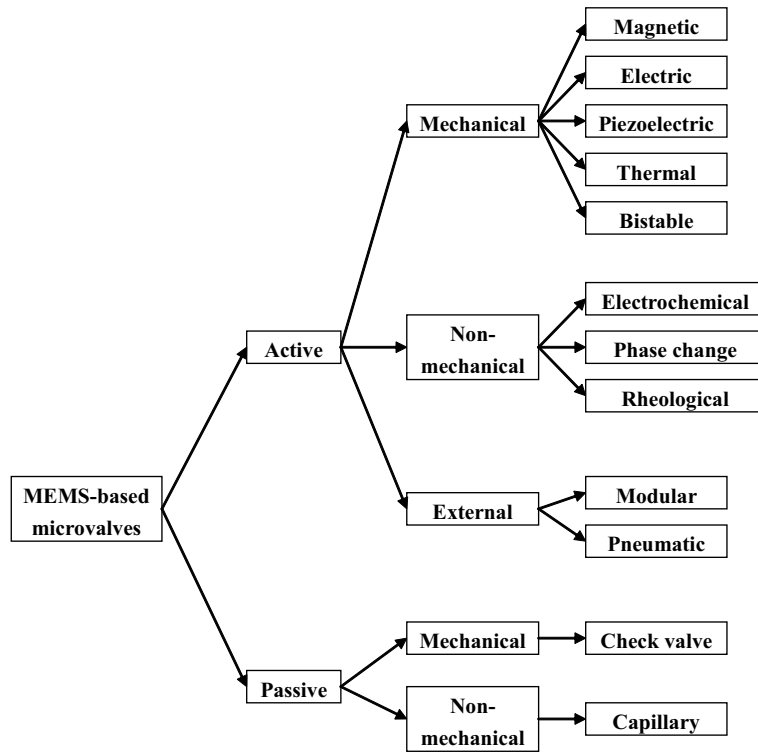 Magnetic
Electric
Mechanical
Piezoelectric
Thermal
Bistable
Electrochemical
Non-
mechanical
Active
Phase change
Rheological
MEMS-based
microvalves
Modular
External
Pneumatic
Mechanical
Check valve
Passive
Non-
mechanical
Capillary